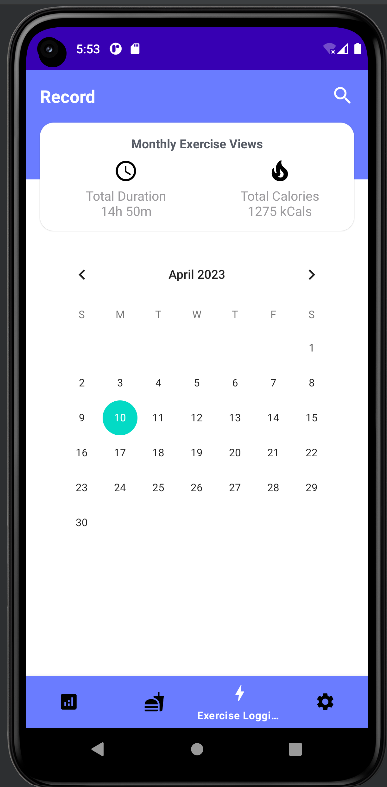 5:53
Record
Monthly Exercise Views
Total Duration
Total Calories
14h 50m
1275 kCals
April 2023
S M T W T F S
1
2 3 4 5 6 7 8
9 10 11 12 13 14 15
16 17 18 19 20 21 22
23 24 25 26 27 28 29
30
Exercise Loggi...